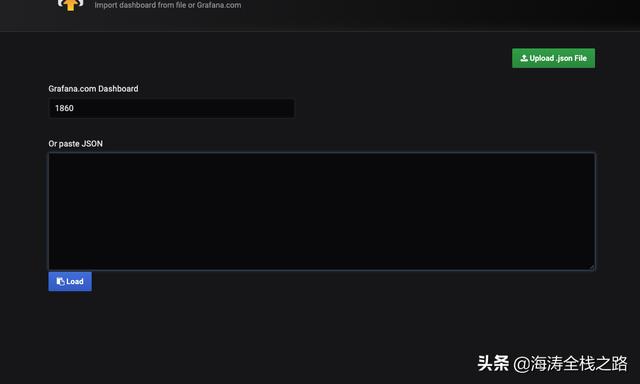 Import dashboard from file or Grafana.com
Upload .json File
Grafana.com Dashboard
1860
Or paste JSON
Load
头条 @海涛全栈之路